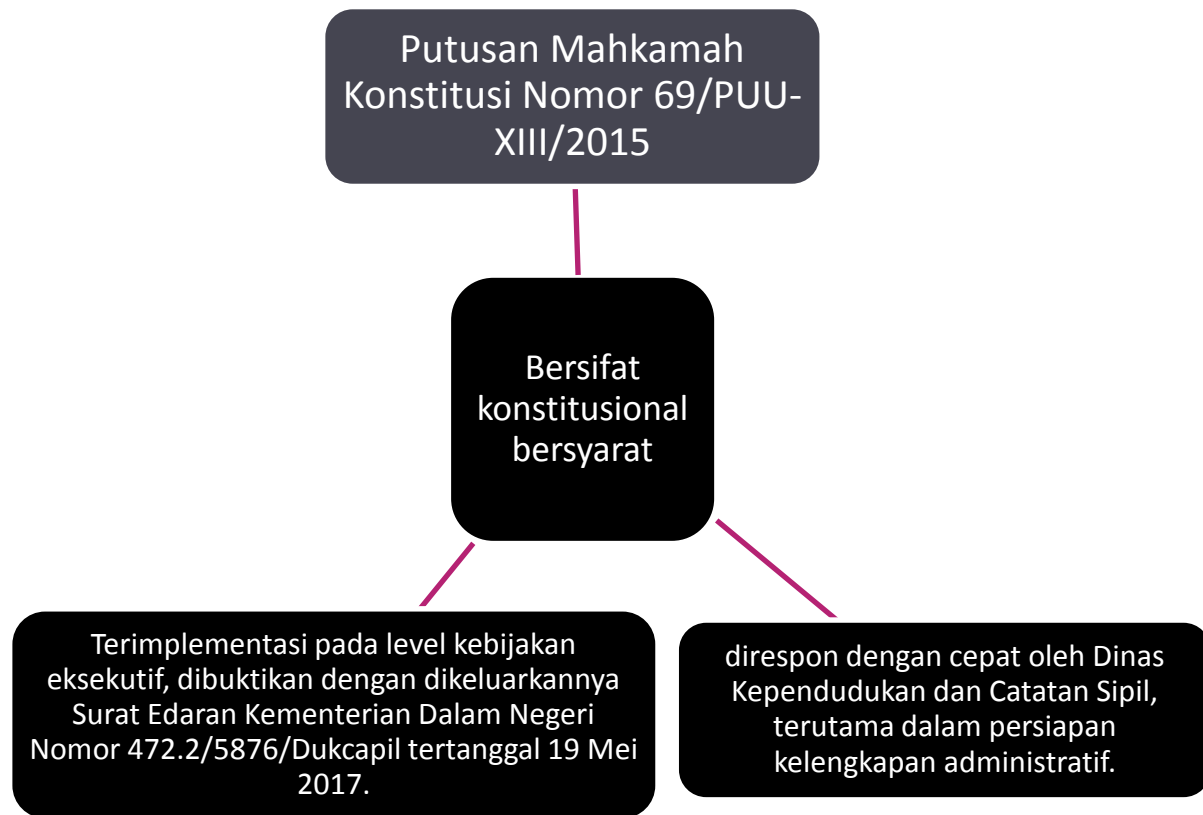 Putusan Mahkamah
Konstitusi Nomor 69/PUU-
XIII/2015
Bersifat
konstitusional
bersyarat
Terimplementasi pada level kebijakan
eksekutif, dibuktikan dengan dikeluarkannya
Surat Edaran Kementerian Dalam Negeri
Nomor 472.2/5876/Dukcapil tertanggal 19 Mei
2017.
direspon dengan cepat oleh Dinas
Kependudukan dan Catatan Sipil,
terutama dalam persiapan
kelengkapan administratif.